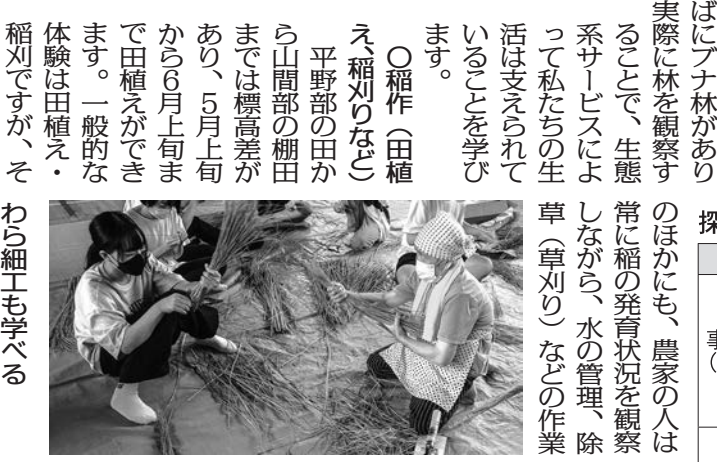 ばにブナ林があり
実際に林を観察す
ることで、生態
系サービスによ
って私たちの生
活は支えられて
いることを学び
ます。
〇稲作（田植
え、稲刈りなど）
平野部の田か
ら山間部の棚田
までは標高差が
あり、５月上旬
から６月上旬ま
で田植えができ
ます。一般的な
体験は田植え・
稲刈ですが、そ
のほかにも、農家の人は
常に稲の発育状況を観察
しながら、水の管理、除
草（草刈り）などの作業
わら細工も学べる
探
事（